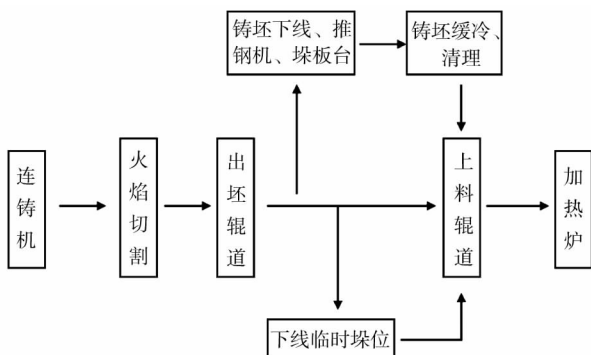 铸坯下线、推
钢机、垛板台
铸坯缓冷、
清理
连铸机
火焰切割
出坯辊道
上料辊道
加热炉
下线临时垛位